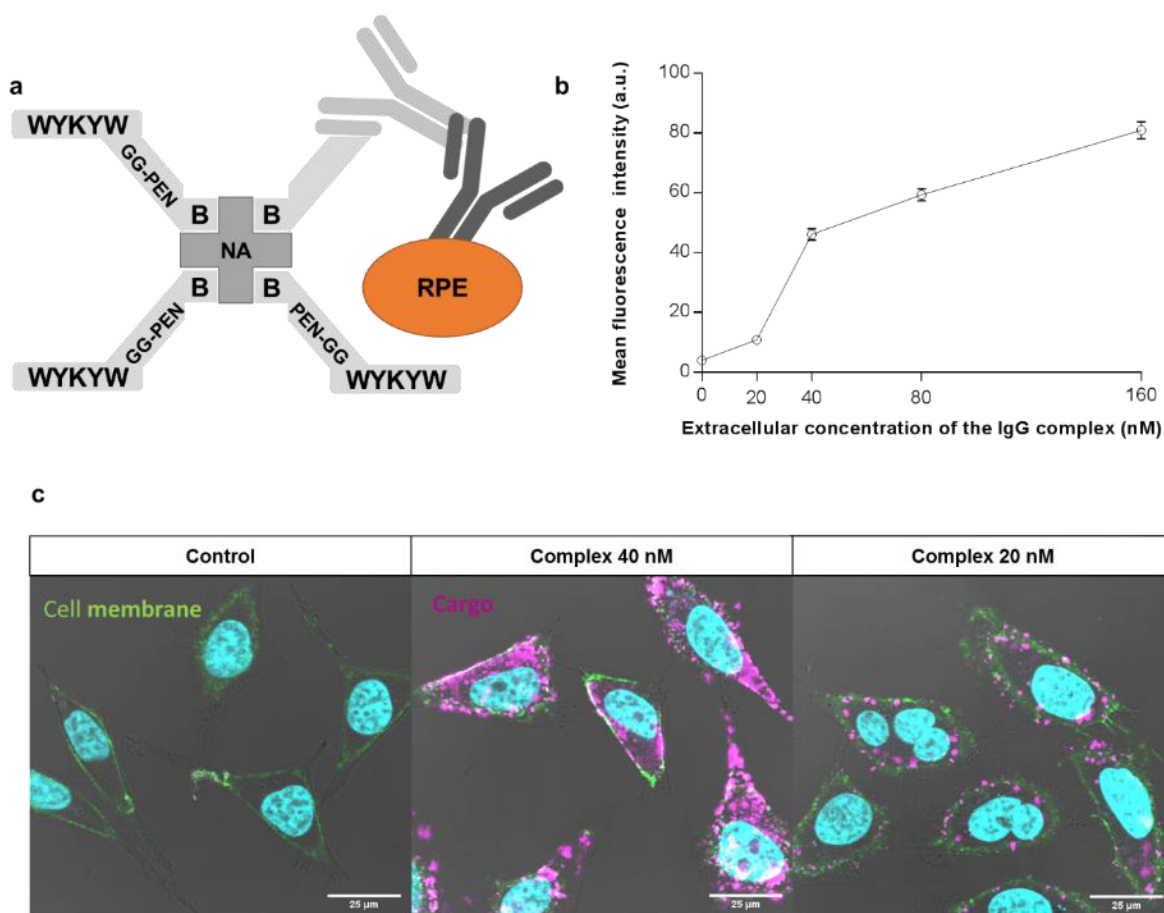 a
WYKYW
GG-PEN
B
B
NA
B
B
GG-PEN
PEN-GG
WYKYW
WYKYW
RPE
b
Mean fluorescence intensity (a.u.)
100
80
60
40
20
0
0
20
40
80
160
Extracellular concentration of the IgG complex (nM)
c
Control
Complex 40 nM
Complex 20 nM
Cell membrane
Cargo
25 µm
25 µm
25 µm